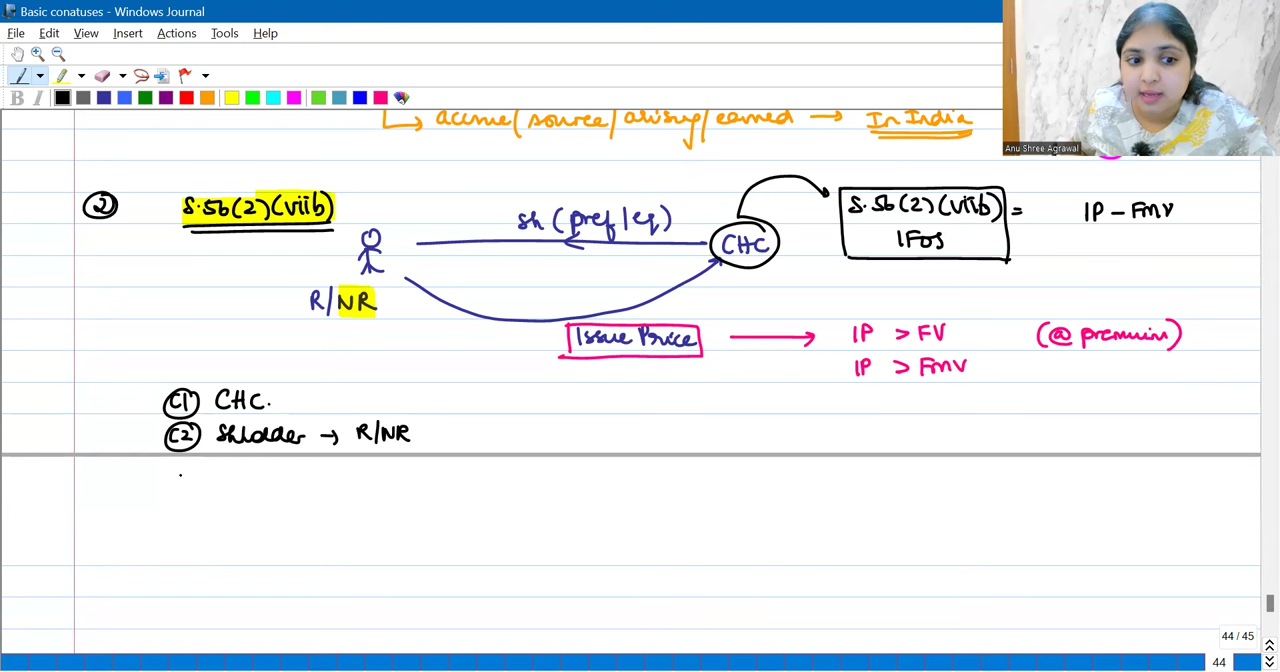 Basic conatuses - Windows Journal
File Edit View Insert Actions Tools Help
B I
accrue/source/arising/earned → In India
Anu Shree Agrawal
② S.56(2)(viib)
sh (pref/eq)
CHC
S.56(2)(viib) = IP - FMV
IFOS
R/NR
Issue Price → IP > FV (@ premium)
IP > FMV
C1 CHC.
C2 Shholder → R/NR
44 / 45
44